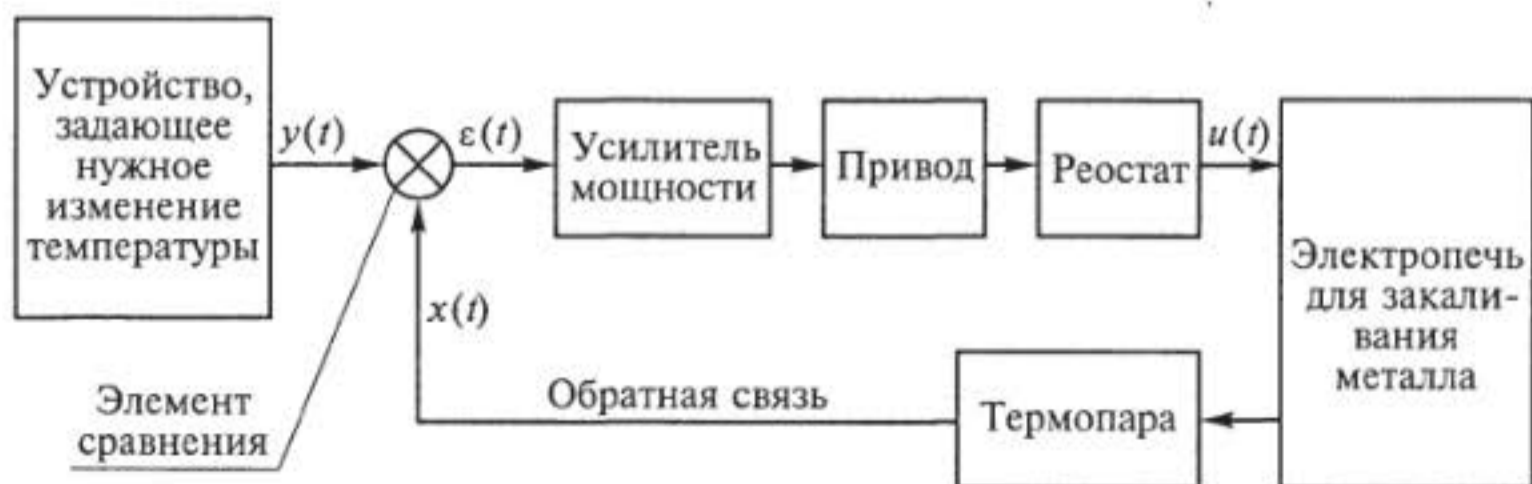 Устройство,
задающее
нужное
изменение
температуры
y(t)
ε(t)
Усилитель
мощности
Привод
Реостат
u(t)
Электропечь
для закали-
вания
металла
x(t)
Обратная связь
Термопара
Элемент
сравнения